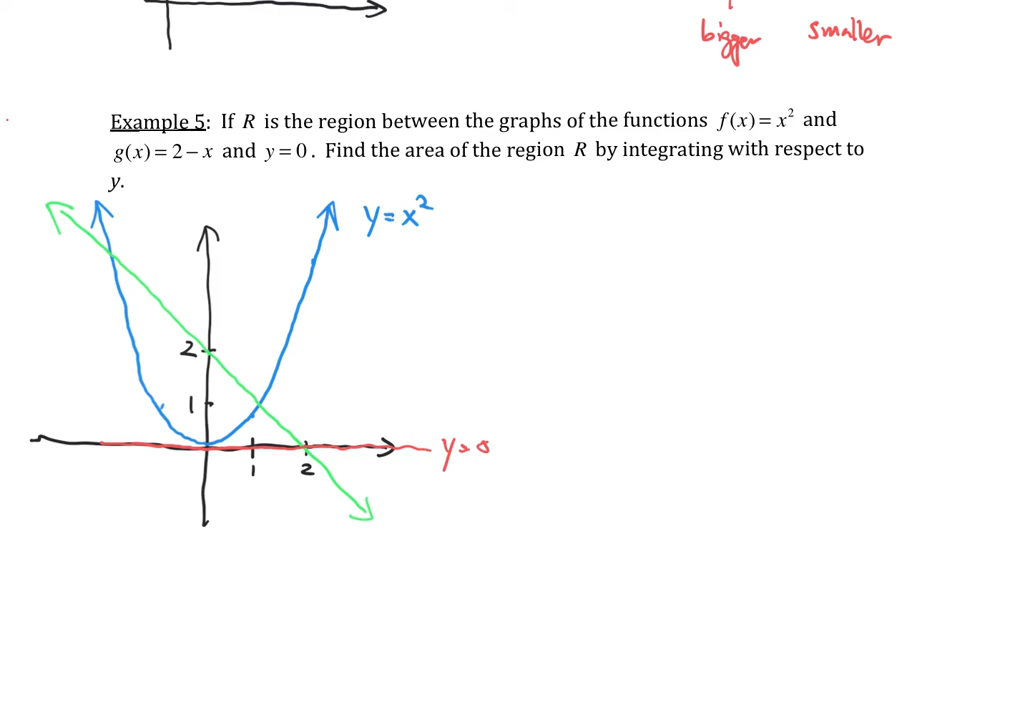 bigger smaller
Example 5: If R is the region between the graphs of the functions f(x) = x² and
g(x) = 2 − x and y = 0. Find the area of the region R by integrating with respect to
y.
y = x²
2
1
y = 0
1 2